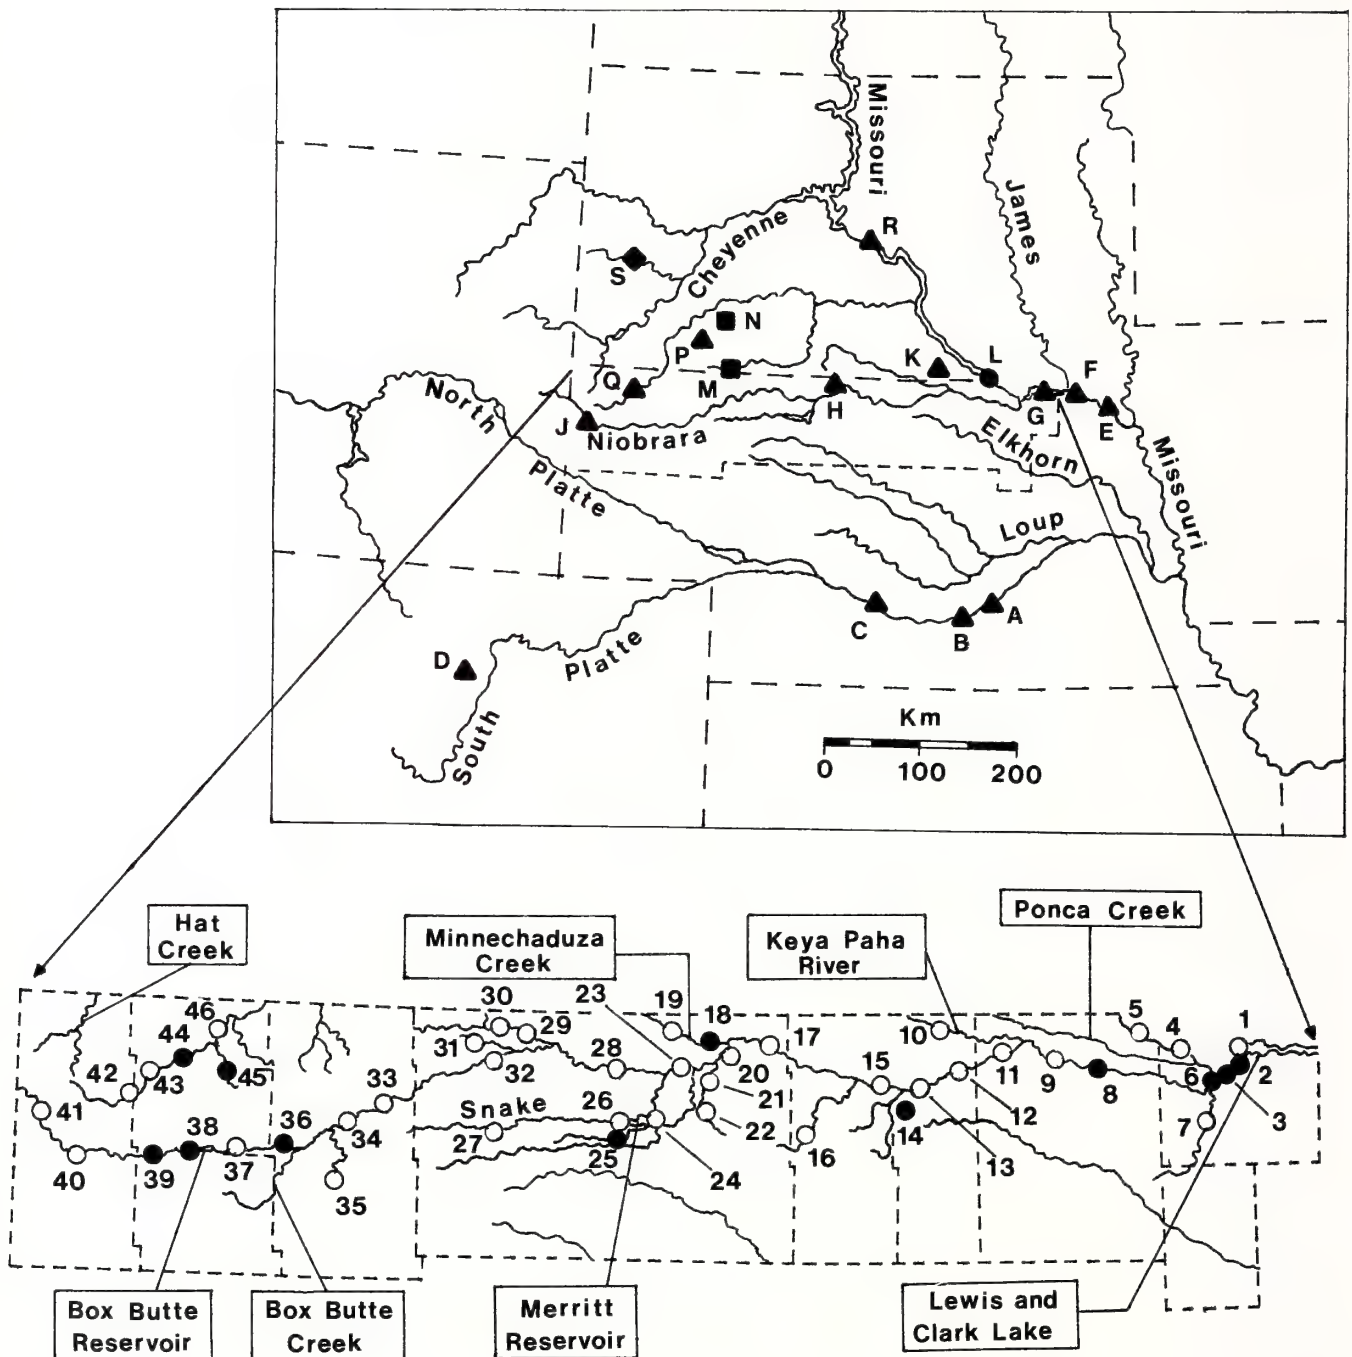 Missouri
James
Cheyenne
R
S
N
P
K
L
F
Q
M
H
G
E
J
Niobrara
North
Platte
Elkhorn
Missouri
Loup
C
B
A
D
Platte
South
Km
0 100 200
Hat
Creek
Minnechaduza
Creek
Keya Paha
River
Ponca Creek
46
44
42
43
45
41
40
39
38
37
36
35
34
33
30
29
31
32
28
23
19
18
17
20
21
22
Snake
26
27
25
24
10
15
16
14
13
12
11
9
8
5
4
1
6
2
7
3
Box Butte
Reservoir
Box Butte
Creek
Merritt
Reservoir
Lewis and
Clark Lake